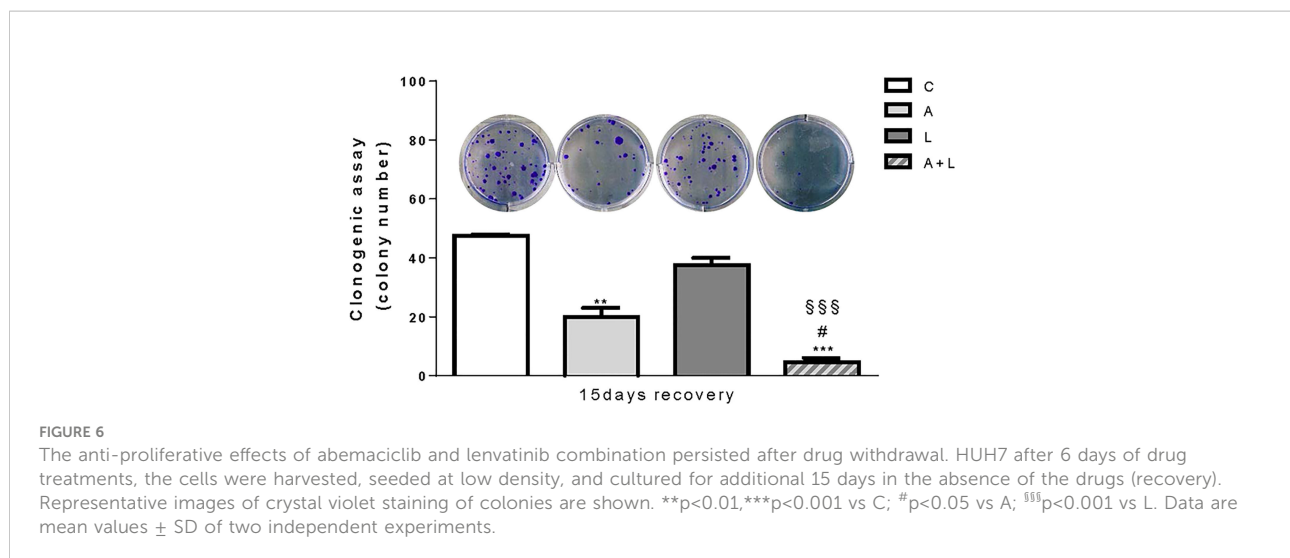 100
80
60
40
20
0
Clonogenic assay
(colony number)
C
A
L
A+L
**
§§§
#
***
15days recovery
FIGURE 6
The anti-proliferative effects of abemaciclib and lenvatinib combination persisted after drug withdrawal. HUH7 after 6 days of drug
treatments, the cells were harvested, seeded at low density, and cultured for additional 15 days in the absence of the drugs (recovery).
Representative images of crystal violet staining of colonies are shown. **p<0.01,***p<0.001 vs C; #p<0.05 vs A; §§§p<0.001 vs L. Data are
mean values ± SD of two independent experiments.